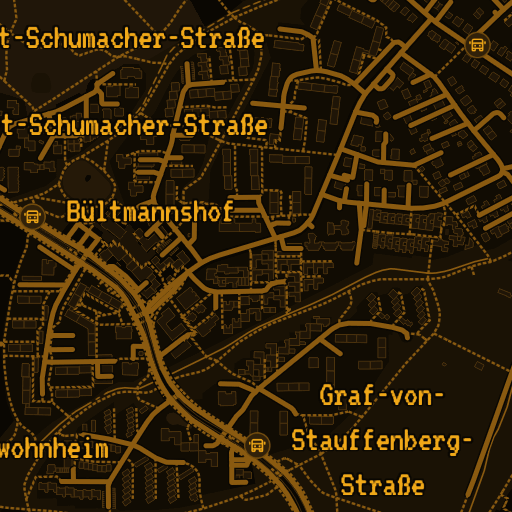 t-Schumacher-Straße
t-Schumacher-Straße
Bültmannshof
Graf-von-
Stauffenberg-
Straße
wohnheim